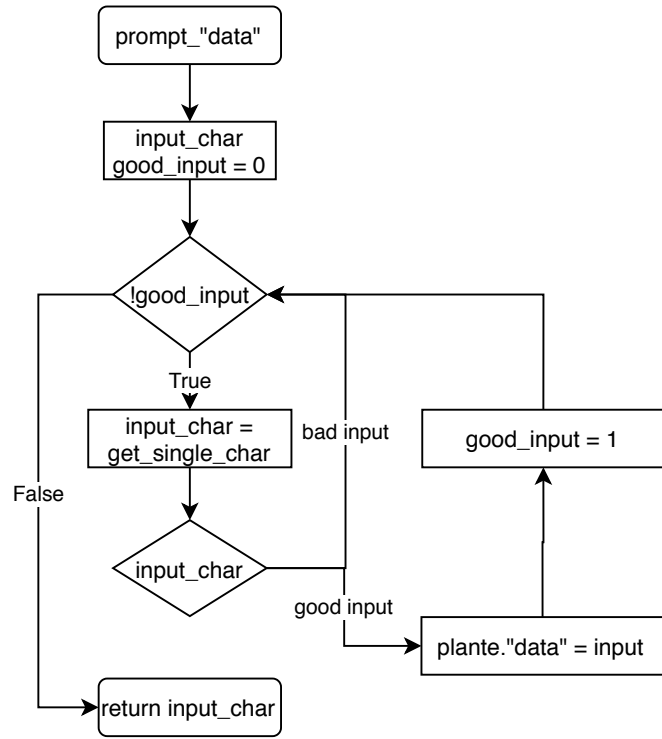 prompt_"data"
input_char
good_input = 0
!good_input
True
input_char =
get_single_char
bad input
good_input = 1
False
input_char
good input
plante."data" = input
return input_char